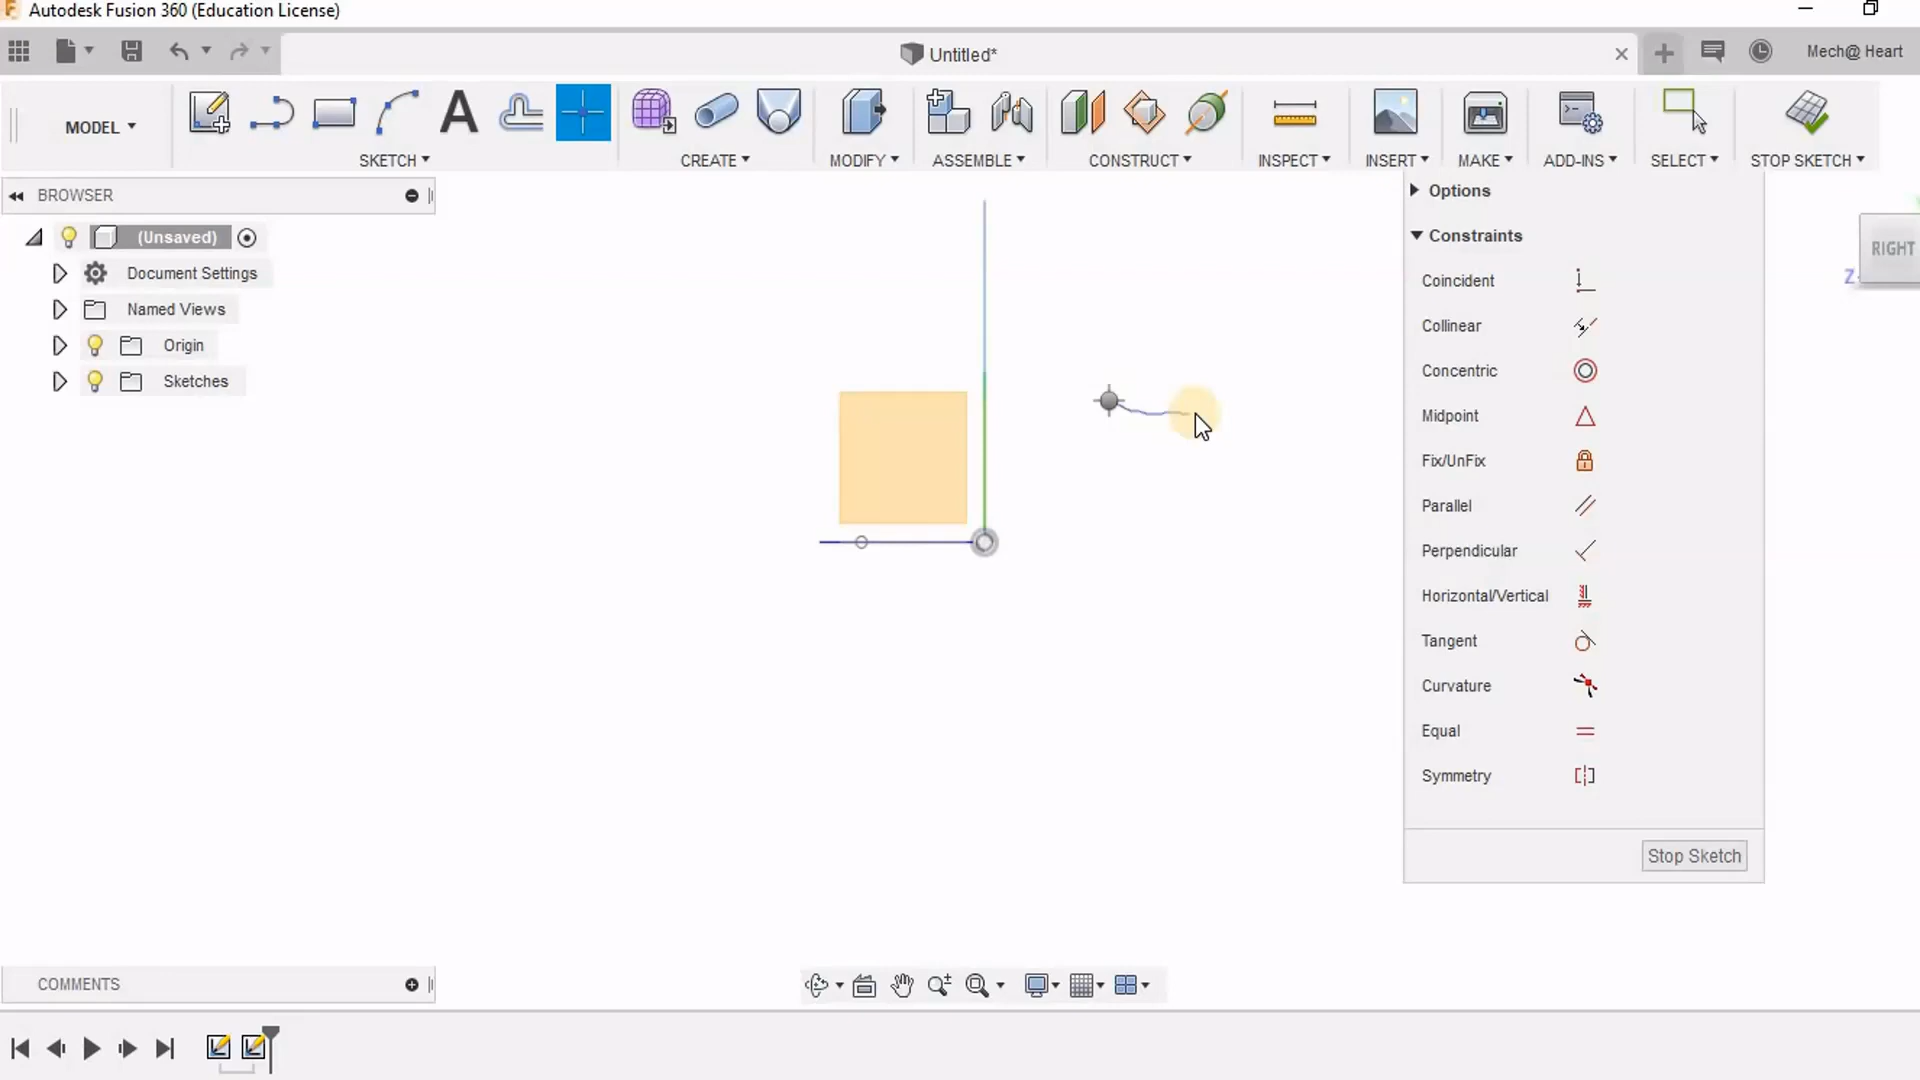 Autodesk Fusion 360 (Education License)
Untitled*
Mech@ Heart
MODEL
SKETCH
CREATE
MODIFY
ASSEMBLE
CONSTRUCT
INSPECT
INSERT
MAKE
ADD-INS
SELECT
STOP SKETCH
BROWSER
(Unsaved)
Document Settings
Named Views
Origin
Sketches
Options
Constraints
Coincident
Collinear
Concentric
Midpoint
Fix/UnFix
Parallel
Perpendicular
Horizontal/Vertical
Tangent
Curvature
Equal
Symmetry
Stop Sketch
RIGHT
Z
COMMENTS